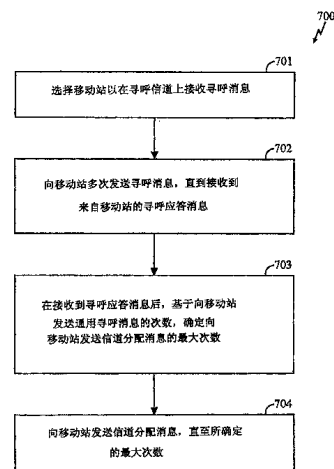 700
701
选择移动站以在寻呼信道上接收寻呼消息
702
向移动站多次发送寻呼消息，直到接收到
来自移动站的寻呼应答消息
703
在接收到寻呼应答消息后，基于向移动站
发送通用寻呼消息的次数，确定向
移动站发送信道分配消息的最大次数
704
向移动站发送信道分配消息，直至所确定
的最大次数